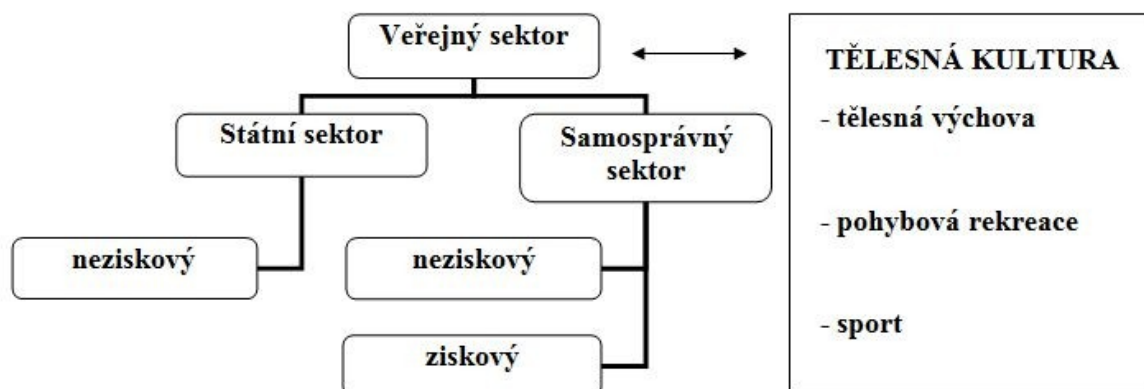 Veřejný sektor
Státní sektor
Samosprávný
sektor
neziskový
neziskový
ziskový
TĚLESNÁ KULTURA
- tělesná výchova
- pohybová rekreace
- sport